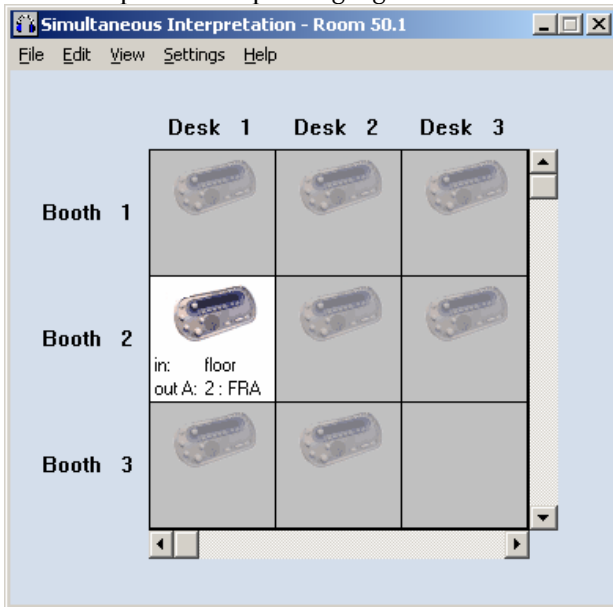 Simultaneous Interpretation - Room 50.1
File Edit View Settings Help
Desk 1 Desk 2 Desk 3
Booth 1
Booth 2
in: floor
out A: 2 : FRA
Booth 3